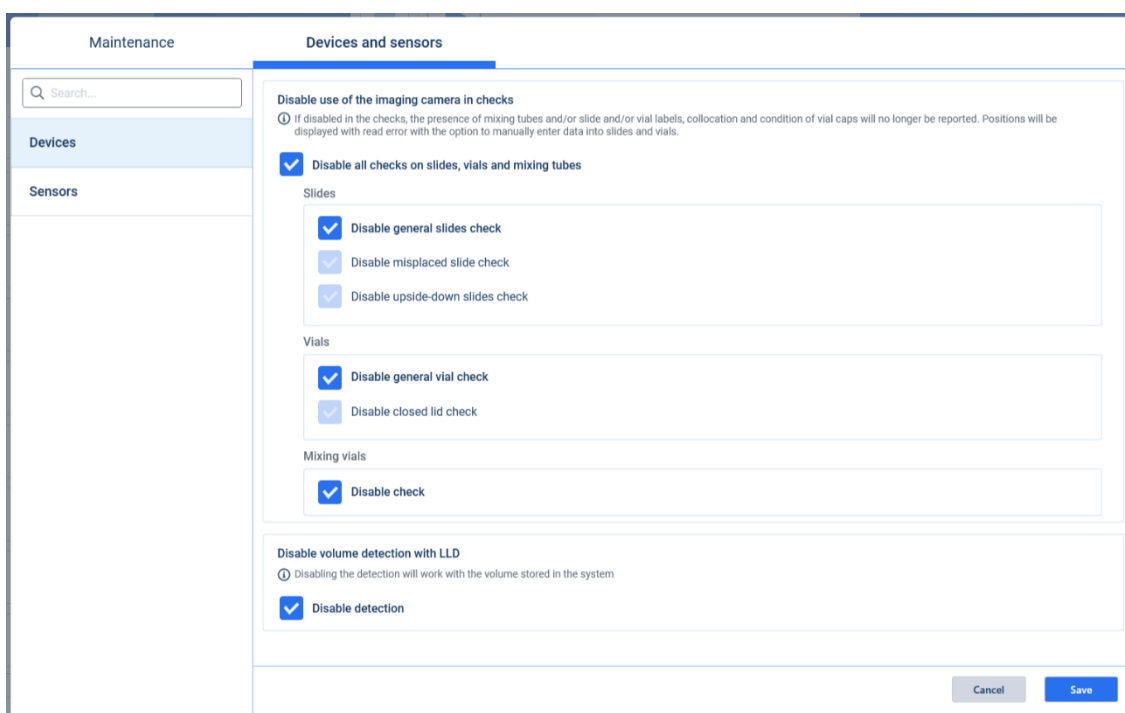 Maintenance
Devices and sensors
Search...
Devices
Sensors
Disable use of the imaging camera in checks
If disabled in the checks, the presence of mixing tubes and/or slide and/or vial labels, collocation and condition of vial caps will no longer be reported. Positions will be
displayed with read error with the option to manually enter data into slides and vials.
Disable all checks on slides, vials and mixing tubes
Slides
Disable general slides check
Disable misplaced slide check
Disable upside-down slides check
Vials
Disable general vial check
Disable closed lid check
Mixing vials
Disable check
Disable volume detection with LLD
Disabling the detection will work with the volume stored in the system
Disable detection
Cancel
Save